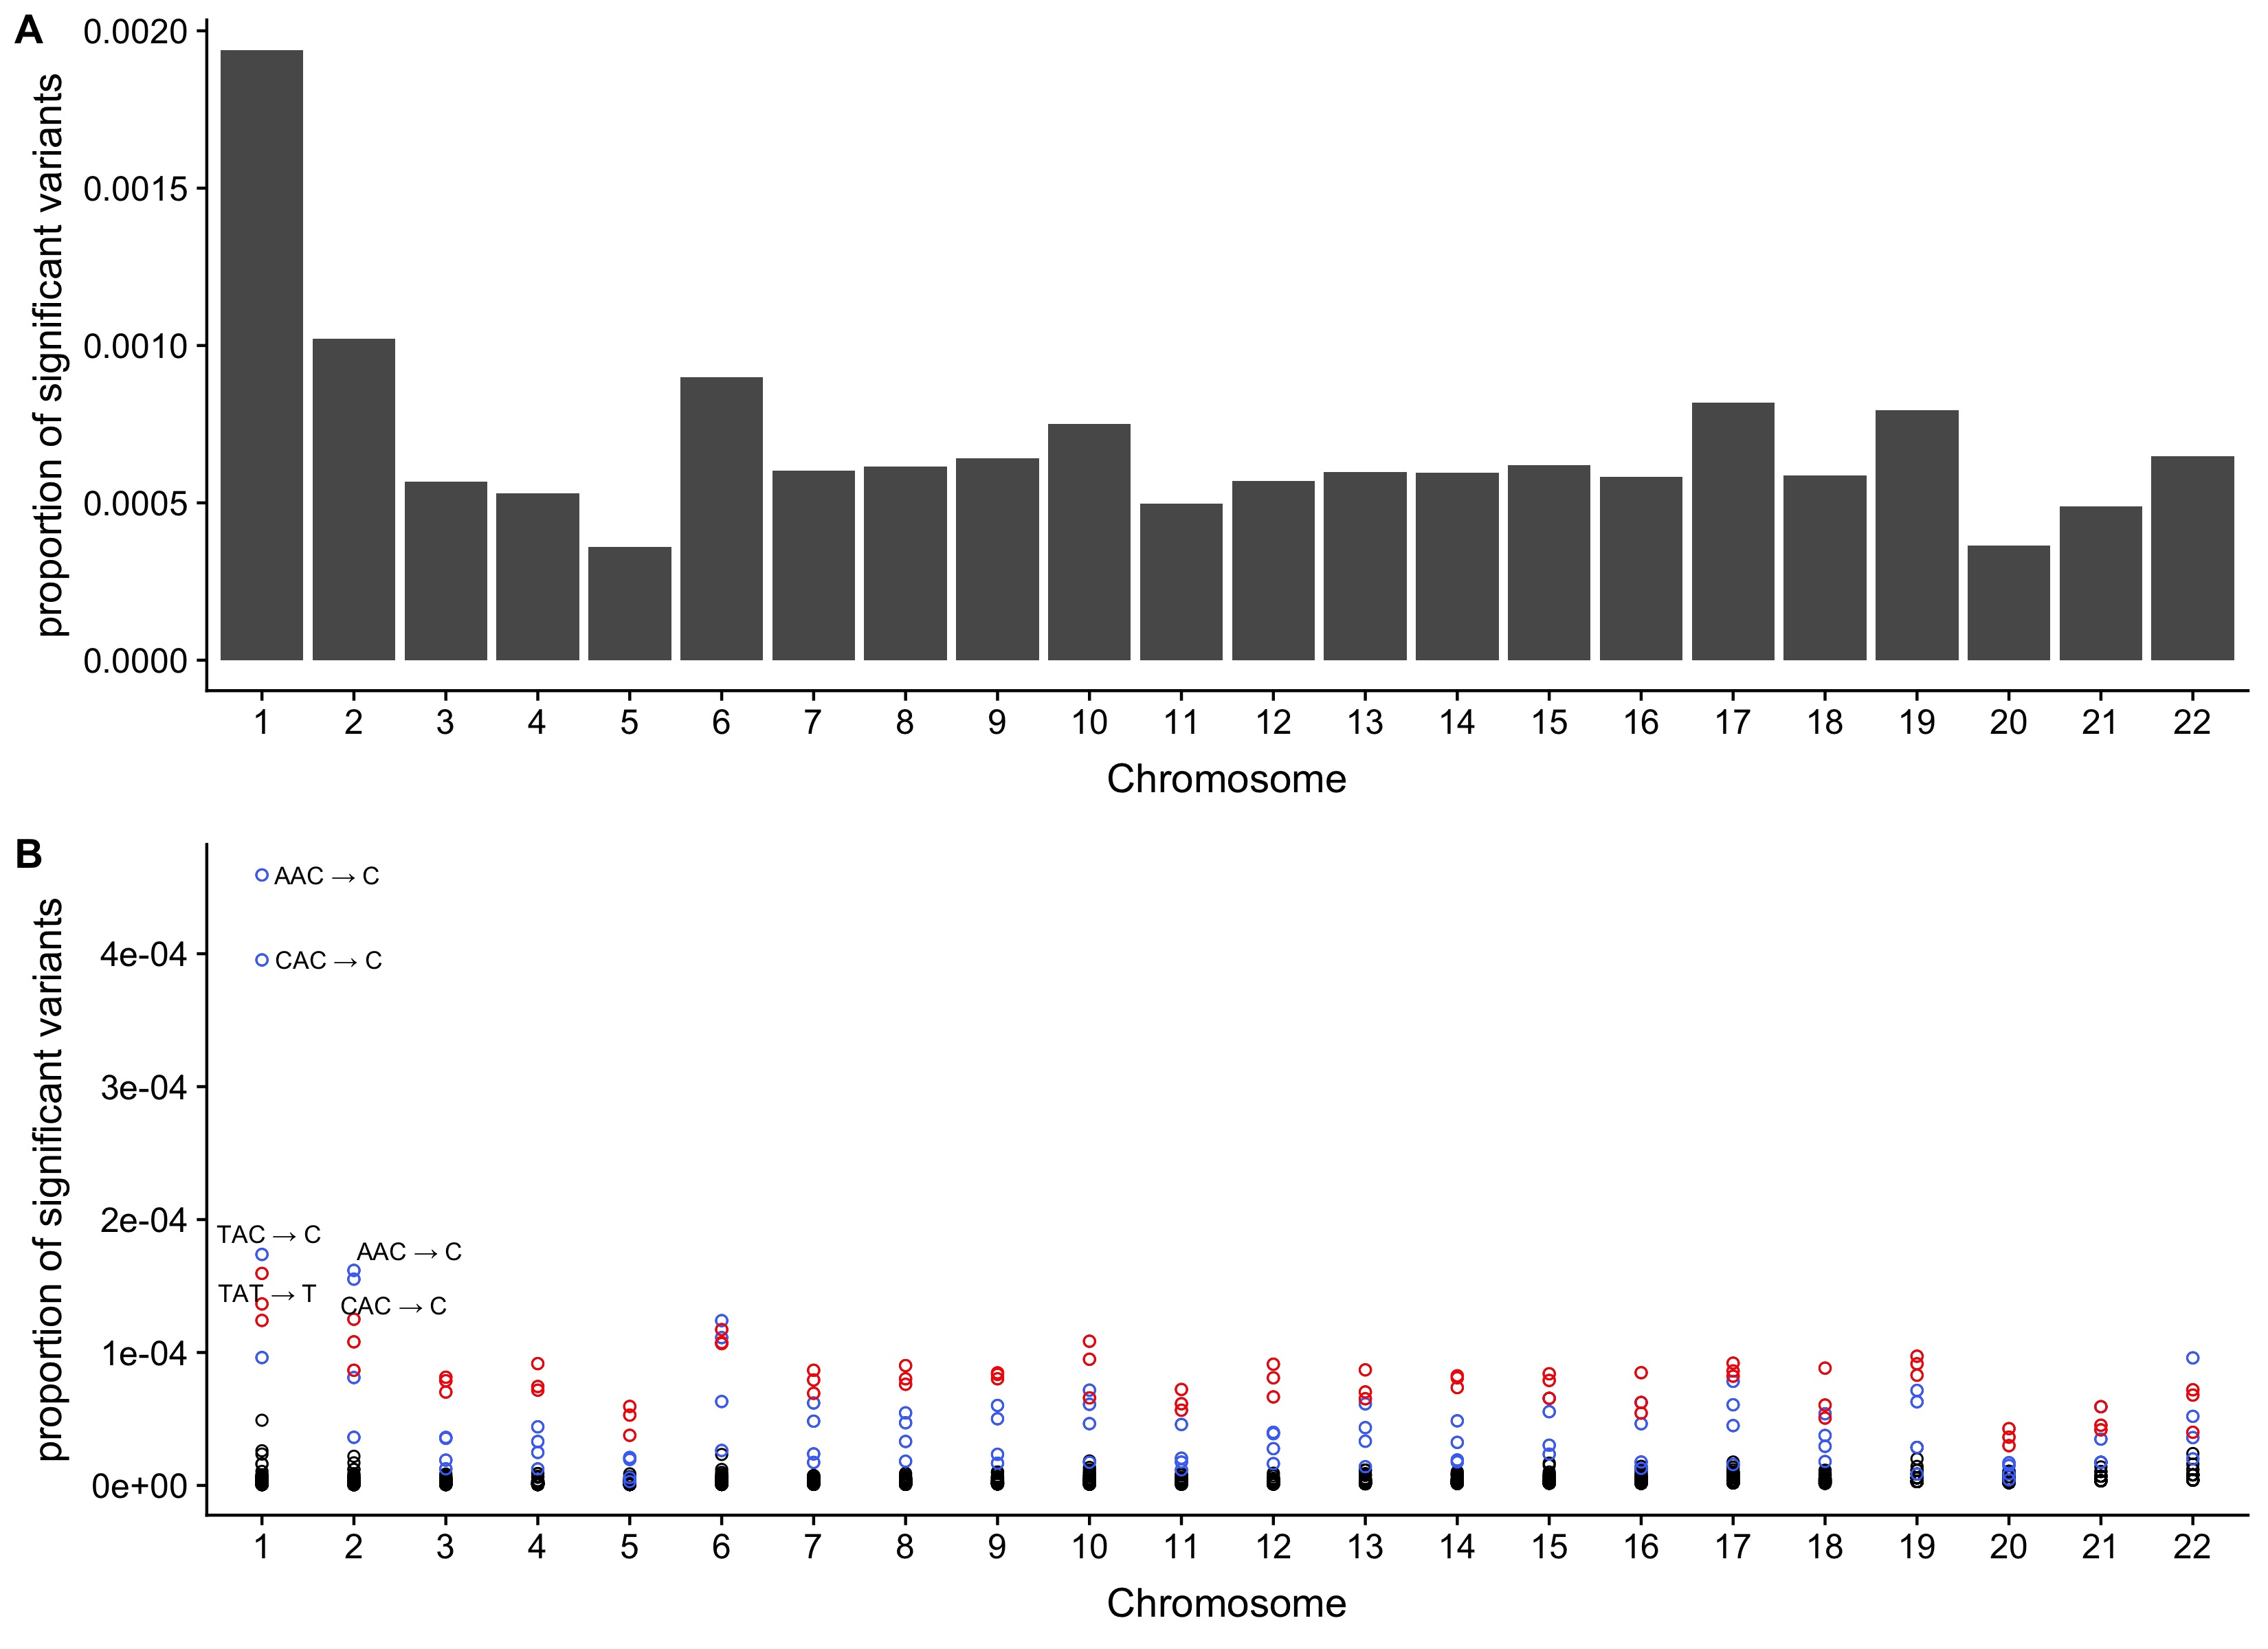 A
proportion of significant variants
0.0020
0.0015
0.0010
0.0005
0.0000
1 2 3 4 5 6 7 8 9 10 11 12 13 14 15 16 17 18 19 20 21 22
Chromosome
B
proportion of significant variants
4e-04
3e-04
2e-04
1e-04
0e+00
AAC → C
CAC → C
TAC → C
AAC → C
TAT → T
CAC → C
1 2 3 4 5 6 7 8 9 10 11 12 13 14 15 16 17 18 19 20 21 22
Chromosome